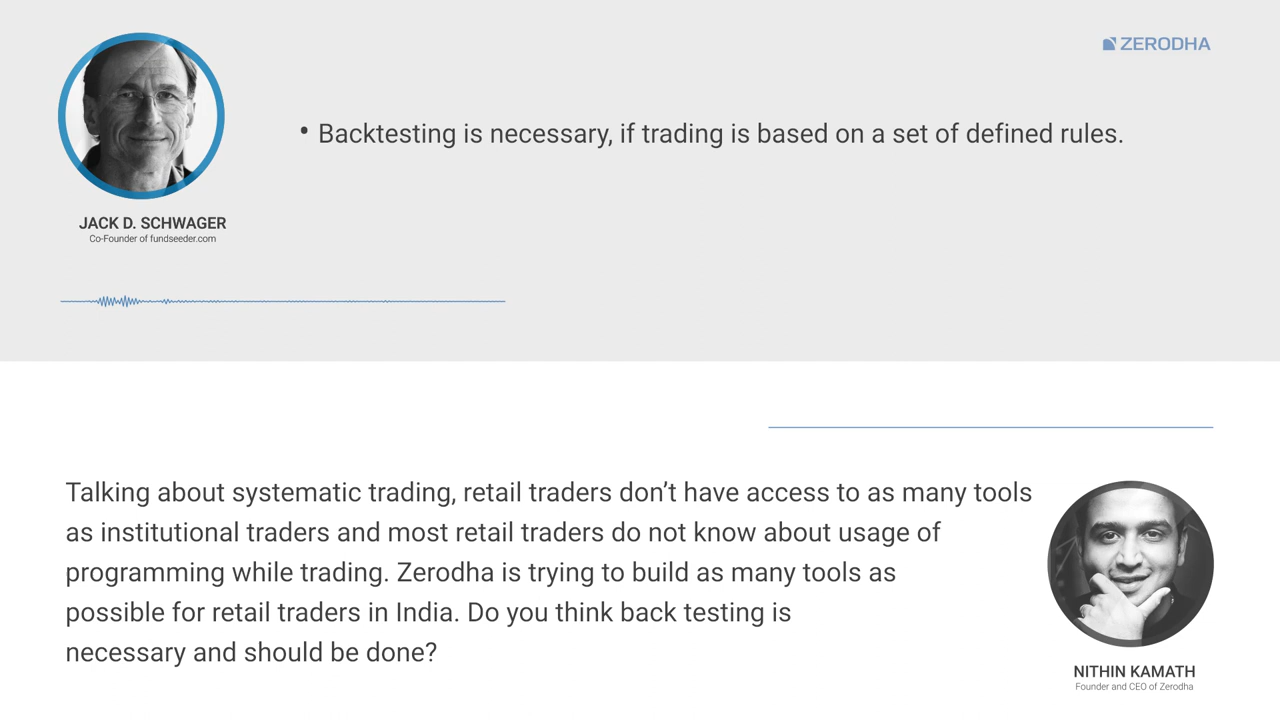 ZERODHA
• Backtesting is necessary, if trading is based on a set of defined rules.
JACK D. SCHWAGER
Co-Founder of fundseeder.com
Talking about systematic trading, retail traders don’t have access to as many tools
as institutional traders and most retail traders do not know about usage of
programming while trading. Zerodha is trying to build as many tools as
possible for retail traders in India. Do you think back testing is
necessary and should be done?
NITHIN KAMATH
Founder and CEO of Zerodha